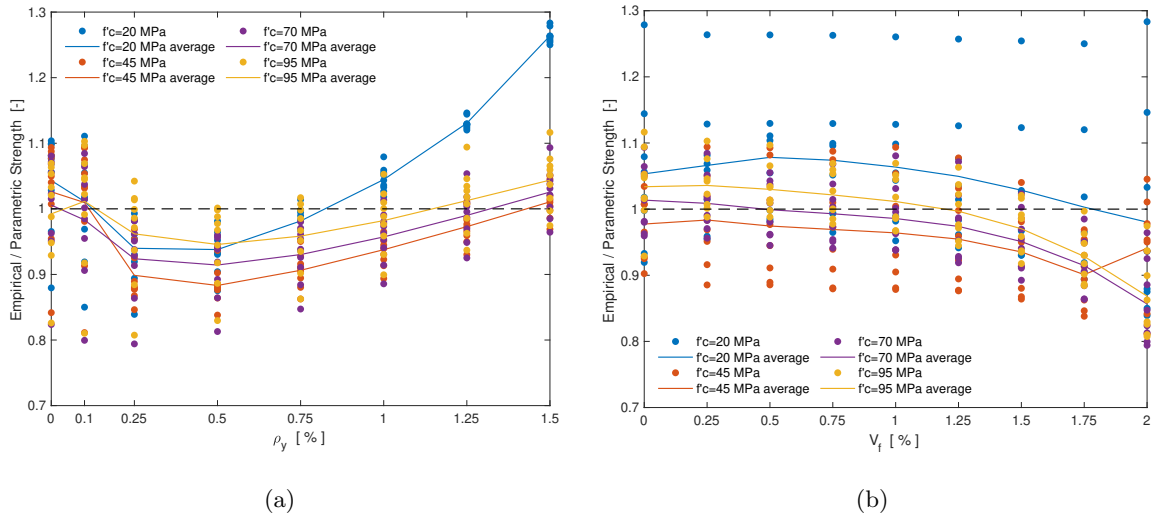 1.3
1.2
1.1
1
0.9
0.8
0.7
Empirical / Parametric Strength [-]
f'c=20 MPa
f'c=20 MPa average
f'c=45 MPa
f'c=45 MPa average
f'c=70 MPa
f'c=70 MPa average
f'c=95 MPa
f'c=95 MPa average
0 0.1 0.25 0.5 0.75 1 1.25 1.5
ρy [ % ]
(a)
1.3
1.2
1.1
1
0.9
0.8
0.7
Empirical / Parametric Strength [-]
f'c=20 MPa
f'c=20 MPa average
f'c=45 MPa
f'c=45 MPa average
f'c=70 MPa
f'c=70 MPa average
f'c=95 MPa
f'c=95 MPa average
0 0.25 0.5 0.75 1 1.25 1.5 1.75 2
Vf [ % ]
(b)